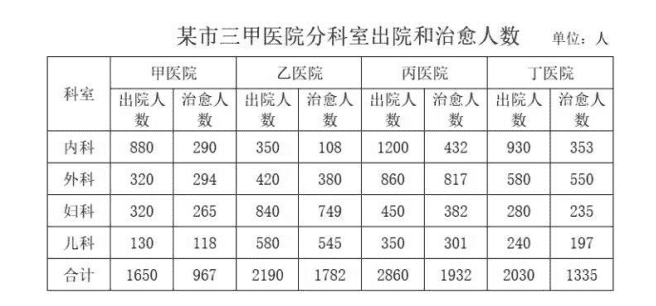 某市三甲医院分科室出院和治愈人数 单位：人
科室 甲医院 乙医院 丙医院 丁医院
出院人数 治愈人数 出院人数 治愈人数 出院人数 治愈人数 出院人数 治愈人数
内科 880 290 350 108 1200 432 930 353
外科 320 294 420 380 860 817 580 550
妇科 320 265 840 749 450 382 280 235
儿科 130 118 580 545 350 301 240 197
合计 1650 967 2190 1782 2860 1932 2030 1335